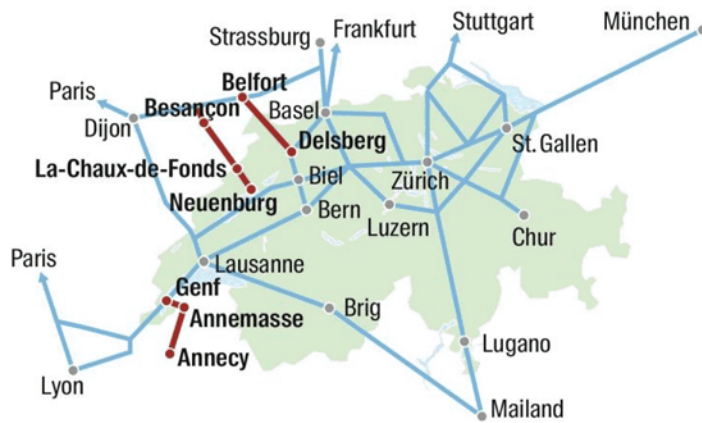 München
Stuttgart
Strassburg
Frankfurt
Belfort
Paris
Besançon
Basel
Dijon
Delsberg
St. Gallen
La-Chaux-de-Fonds
Biel
Zürich
Neuenburg
Bern
Luzern
Chur
Lausanne
Paris
Genf
Annemasse
Brig
Lugano
Annecy
Lyon
Mailand